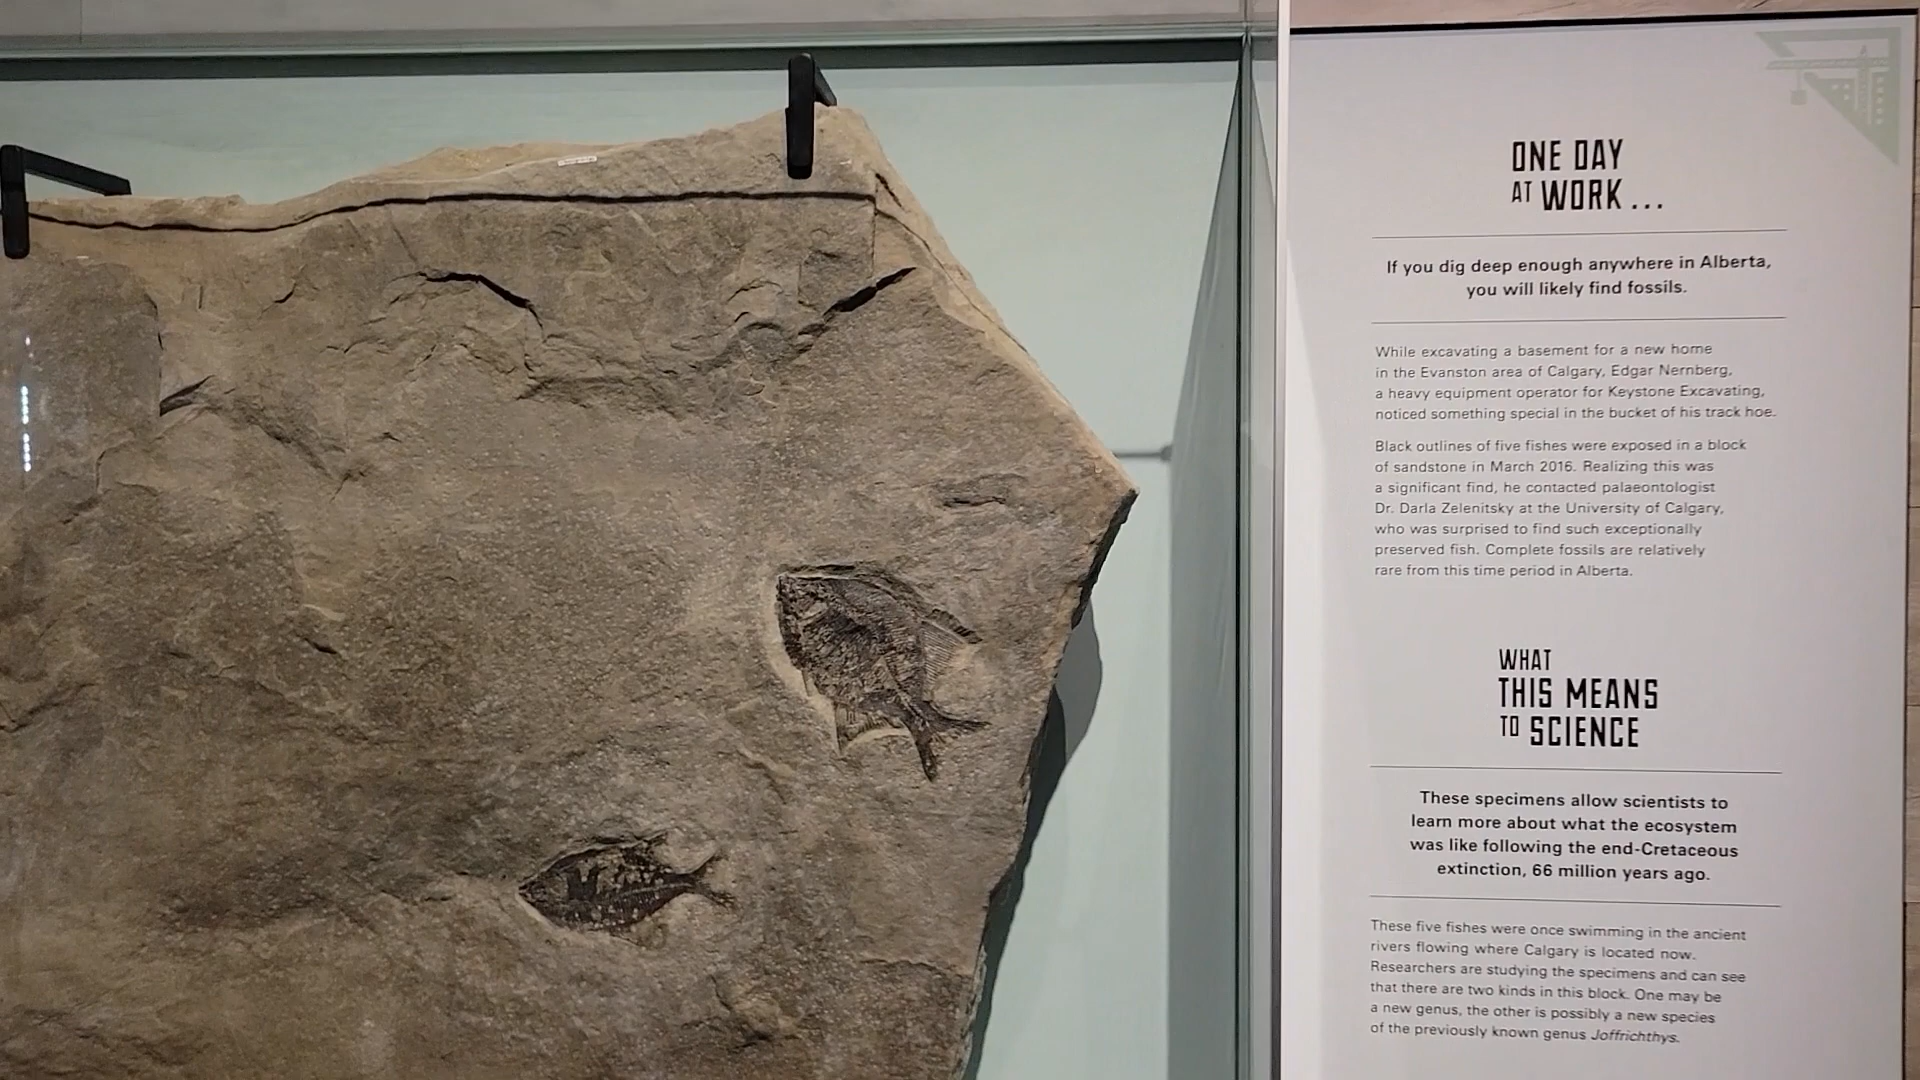 ONE DAY
AT WORK ...
If you dig deep enough anywhere in Alberta,
you will likely find fossils.
While excavating a basement for a new home
in the Evanston area of Calgary, Edgar Nernberg,
a heavy equipment operator for Keystone Excavating,
noticed something special in the bucket of his track hoe.
Black outlines of five fishes were exposed in a block
of sandstone in March 2016. Realizing this was
a significant find, he contacted palaeontologist
Dr. Darla Zelenitsky at the University of Calgary,
who was surprised to find such exceptionally
preserved fish. Complete fossils are relatively
rare from this time period in Alberta.
WHAT
THIS MEANS
TO SCIENCE
These specimens allow scientists to
learn more about what the ecosystem
was like following the end-Cretaceous
extinction, 66 million years ago.
These five fishes were once swimming in the ancient
rivers flowing where Calgary is located now.
Researchers are studying the specimens and can see
that there are two kinds in this block. One may be
a new genus, the other is possibly a new species
of the previously known genus Joffrichthys.